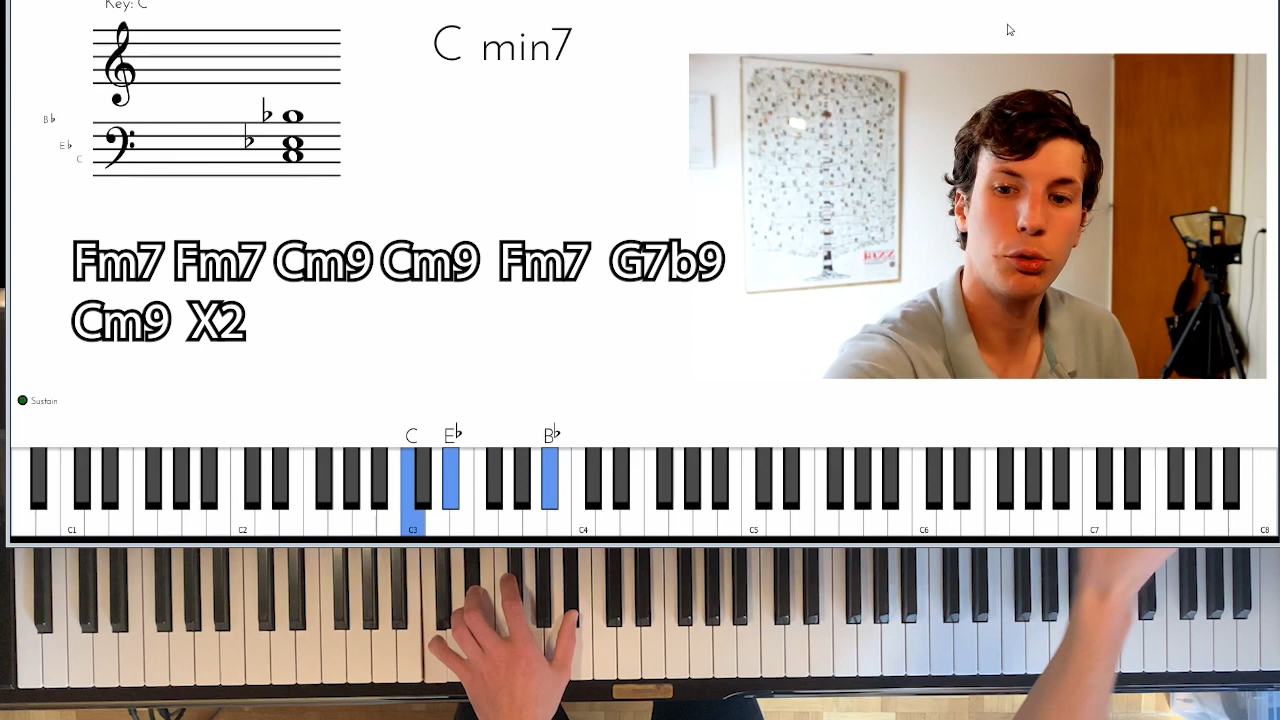 Key: C
C min7
B♭
E♭
C
JAZZ
Fm7 Fm7 Cm9 Cm9 Fm7 G7b9
Cm9 X2
Sustain
C E♭ B♭
C1 C2 C3 C4 C5 C6 C7 C8